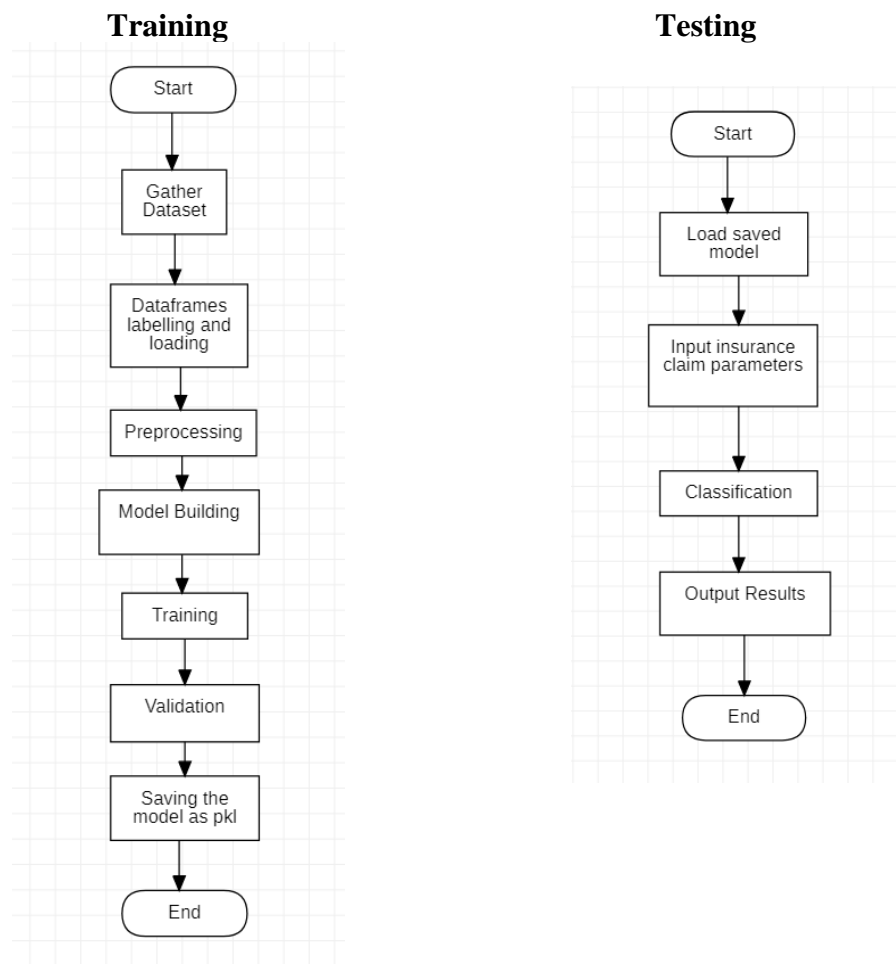 Training
Start
Gather
Dataset
Dataframes
labelling and
loading
Preprocessing
Model Building
Training
Validation
Saving the
model as pkl
End
Testing
Start
Load saved
model
Input insurance
claim parameters
Classification
Output Results
End